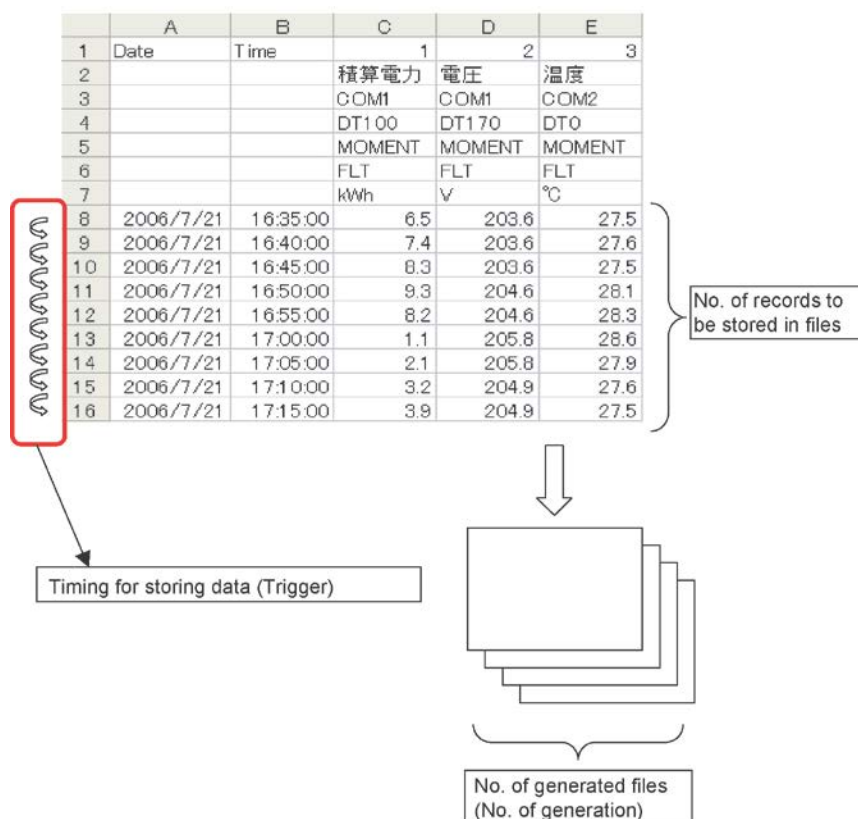 A B C D E
1 Date Time 1 2 3
2 積算電力 電圧 温度
3 COM1 COM1 COM2
4 DT100 DT170 DT0
5 MOMENT MOMENT MOMENT
6 FLT FLT FLT
7 kWh V ℃
8 2006/7/21 16:35:00 6.5 203.6 27.5
9 2006/7/21 16:40:00 7.4 203.6 27.6
10 2006/7/21 16:45:00 8.3 203.6 27.5
11 2006/7/21 16:50:00 9.3 204.6 28.1
12 2006/7/21 16:55:00 8.2 204.6 28.3
13 2006/7/21 17:00:00 1.1 205.8 28.6
14 2006/7/21 17:05:00 2.1 205.8 27.9
15 2006/7/21 17:10:00 3.2 204.9 27.6
16 2006/7/21 17:15:00 3.9 204.9 27.5
No. of records to
be stored in files
Timing for storing data (Trigger)
No. of generated files
(No. of generation)